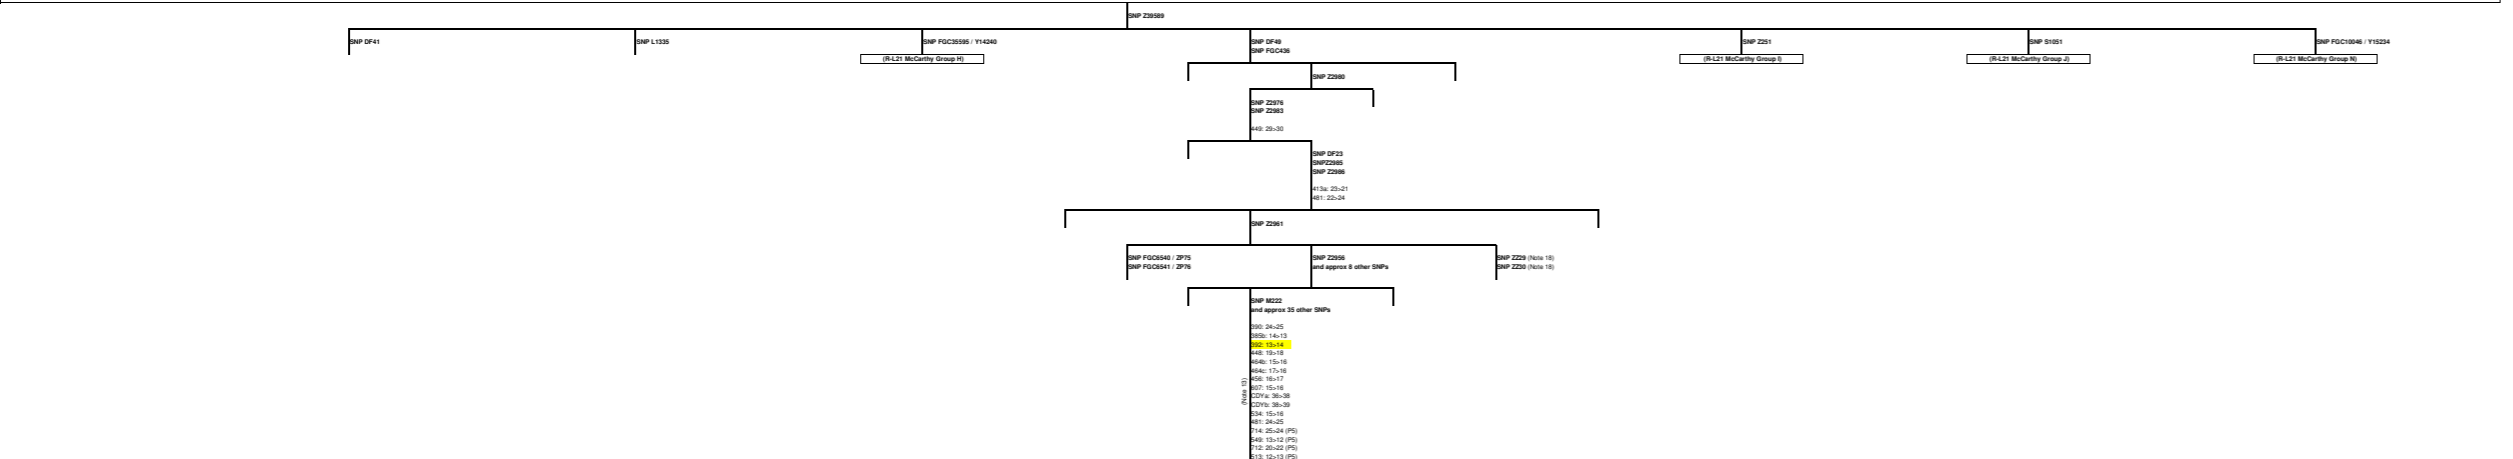 SNP Z39589
SNP DF41
SNP L1335
SNP FGC35595 / Y14240
(R-L21 McCarthy Group H)
SNP DF49
SNP FGC436
SNP Z251
(R-L21 McCarthy Group I)
SNP S1051
(R-L21 McCarthy Group J)
SNP FGC10046 / Y15234
(R-L21 McCarthy Group N)
SNP Z2980
SNP Z2976
SNP Z2983
449: 29>30
SNP DF23
SNPZ2985
SNP Z2986
413a: 23>21
481: 22>24
SNP Z2961
SNP FGC6540 / ZP75
SNP FGC6541 / ZP76
SNP Z2956
and approx 8 other SNPs
SNP ZZ29 (Note 18)
SNP ZZ30 (Note 18)
SNP M222
and approx 35 other SNPs
(Note 13)
390: 24>25
385b: 14>13
392: 13>14
448: 19>18
464b: 15>16
464c: 17>16
456: 16>17
607: 15>16
CDYa: 36>38
CDYb: 38>39
534: 15>16
481: 24>25
714: 25>24 (P5)
549: 13>12 (P5)
712: 20>22 (P5)
513: 12>13 (P5)